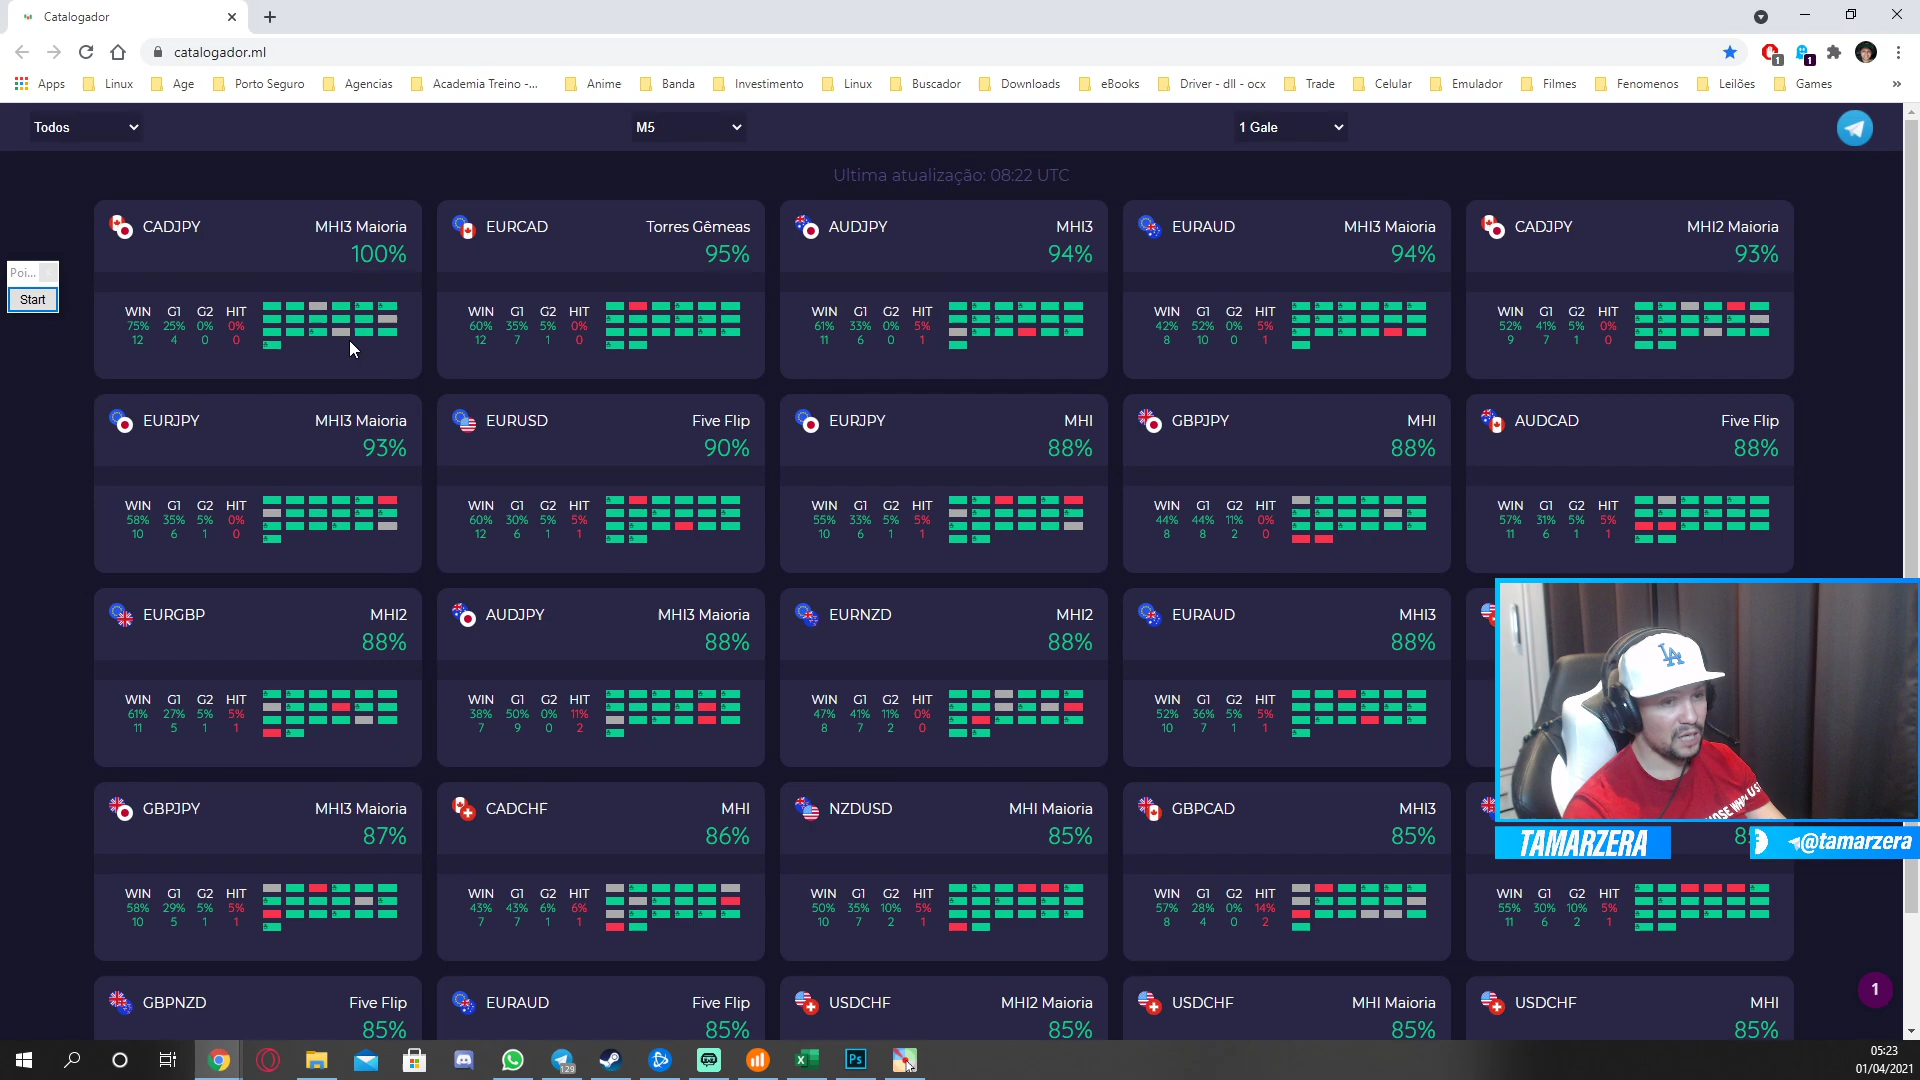 Catalogador
catalogador.ml
1
1
Apps
Linux
Age
Porto Seguro
Agencias
Academia Treino -...
Anime
Banda
Investimento
Linux
Buscador
Downloads
eBooks
Driver - dll - ocx
Trade
Celular
Emulador
Filmes
Fenomenos
Leilões
Games
»
Todos
M5
1 Gale
Ultima atualização: 08:22 UTC
Poi...
Start
CADJPY MHI3 Maioria
100%
WIN G1 G2 HIT
75% 25% 0% 0%
12 4 0 0
EURCAD Torres Gêmeas
95%
WIN G1 G2 HIT
60% 35% 5% 0%
12 7 1 0
AUDJPY MHI3
94%
WIN G1 G2 HIT
61% 33% 0% 5%
11 6 0 1
EURAUD MHI3 Maioria
94%
WIN G1 G2 HIT
42% 52% 0% 5%
8 10 0 1
CADJPY MHI2 Maioria
93%
WIN G1 G2 HIT
52% 41% 5% 0%
9 7 1 0
EURJPY MHI3 Maioria
93%
WIN G1 G2 HIT
58% 35% 5% 0%
10 6 1 0
EURUSD Five Flip
90%
WIN G1 G2 HIT
60% 30% 5% 5%
12 6 1 1
EURJPY MHI
88%
WIN G1 G2 HIT
55% 33% 5% 5%
10 6 1 1
GBPJPY MHI
88%
WIN G1 G2 HIT
44% 44% 11% 0%
8 8 2 0
AUDCAD Five Flip
88%
WIN G1 G2 HIT
57% 31% 5% 5%
11 6 1 1
EURGBP MHI2
88%
WIN G1 G2 HIT
61% 27% 5% 5%
11 5 1 1
AUDJPY MHI3 Maioria
88%
WIN G1 G2 HIT
38% 50% 0% 11%
7 9 0 2
EURNZD MHI2
88%
WIN G1 G2 HIT
47% 41% 11% 0%
8 7 2 0
EURAUD MHI3
88%
WIN G1 G2 HIT
52% 36% 5% 5%
10 7 1 1
LA
TAMARZERA
@tamarzera
GBPJPY MHI3 Maioria
87%
WIN G1 G2 HIT
58% 29% 5% 5%
10 5 1 1
CADCHF MHI
86%
WIN G1 G2 HIT
43% 43% 6% 6%
7 7 1 1
NZDUSD MHI Maioria
85%
WIN G1 G2 HIT
50% 35% 10% 5%
10 7 2 1
GBPCAD MHI3
85%
WIN G1 G2 HIT
57% 28% 0% 14%
8 4 0 2
WIN G1 G2 HIT
55% 30% 10% 5%
11 6 2 1
GBPNZD Five Flip
85%
EURAUD Five Flip
85%
USDCHF MHI2 Maioria
85%
USDCHF MHI Maioria
85%
USDCHF MHI
85%
1
129
Ps
05:23
01/04/2021